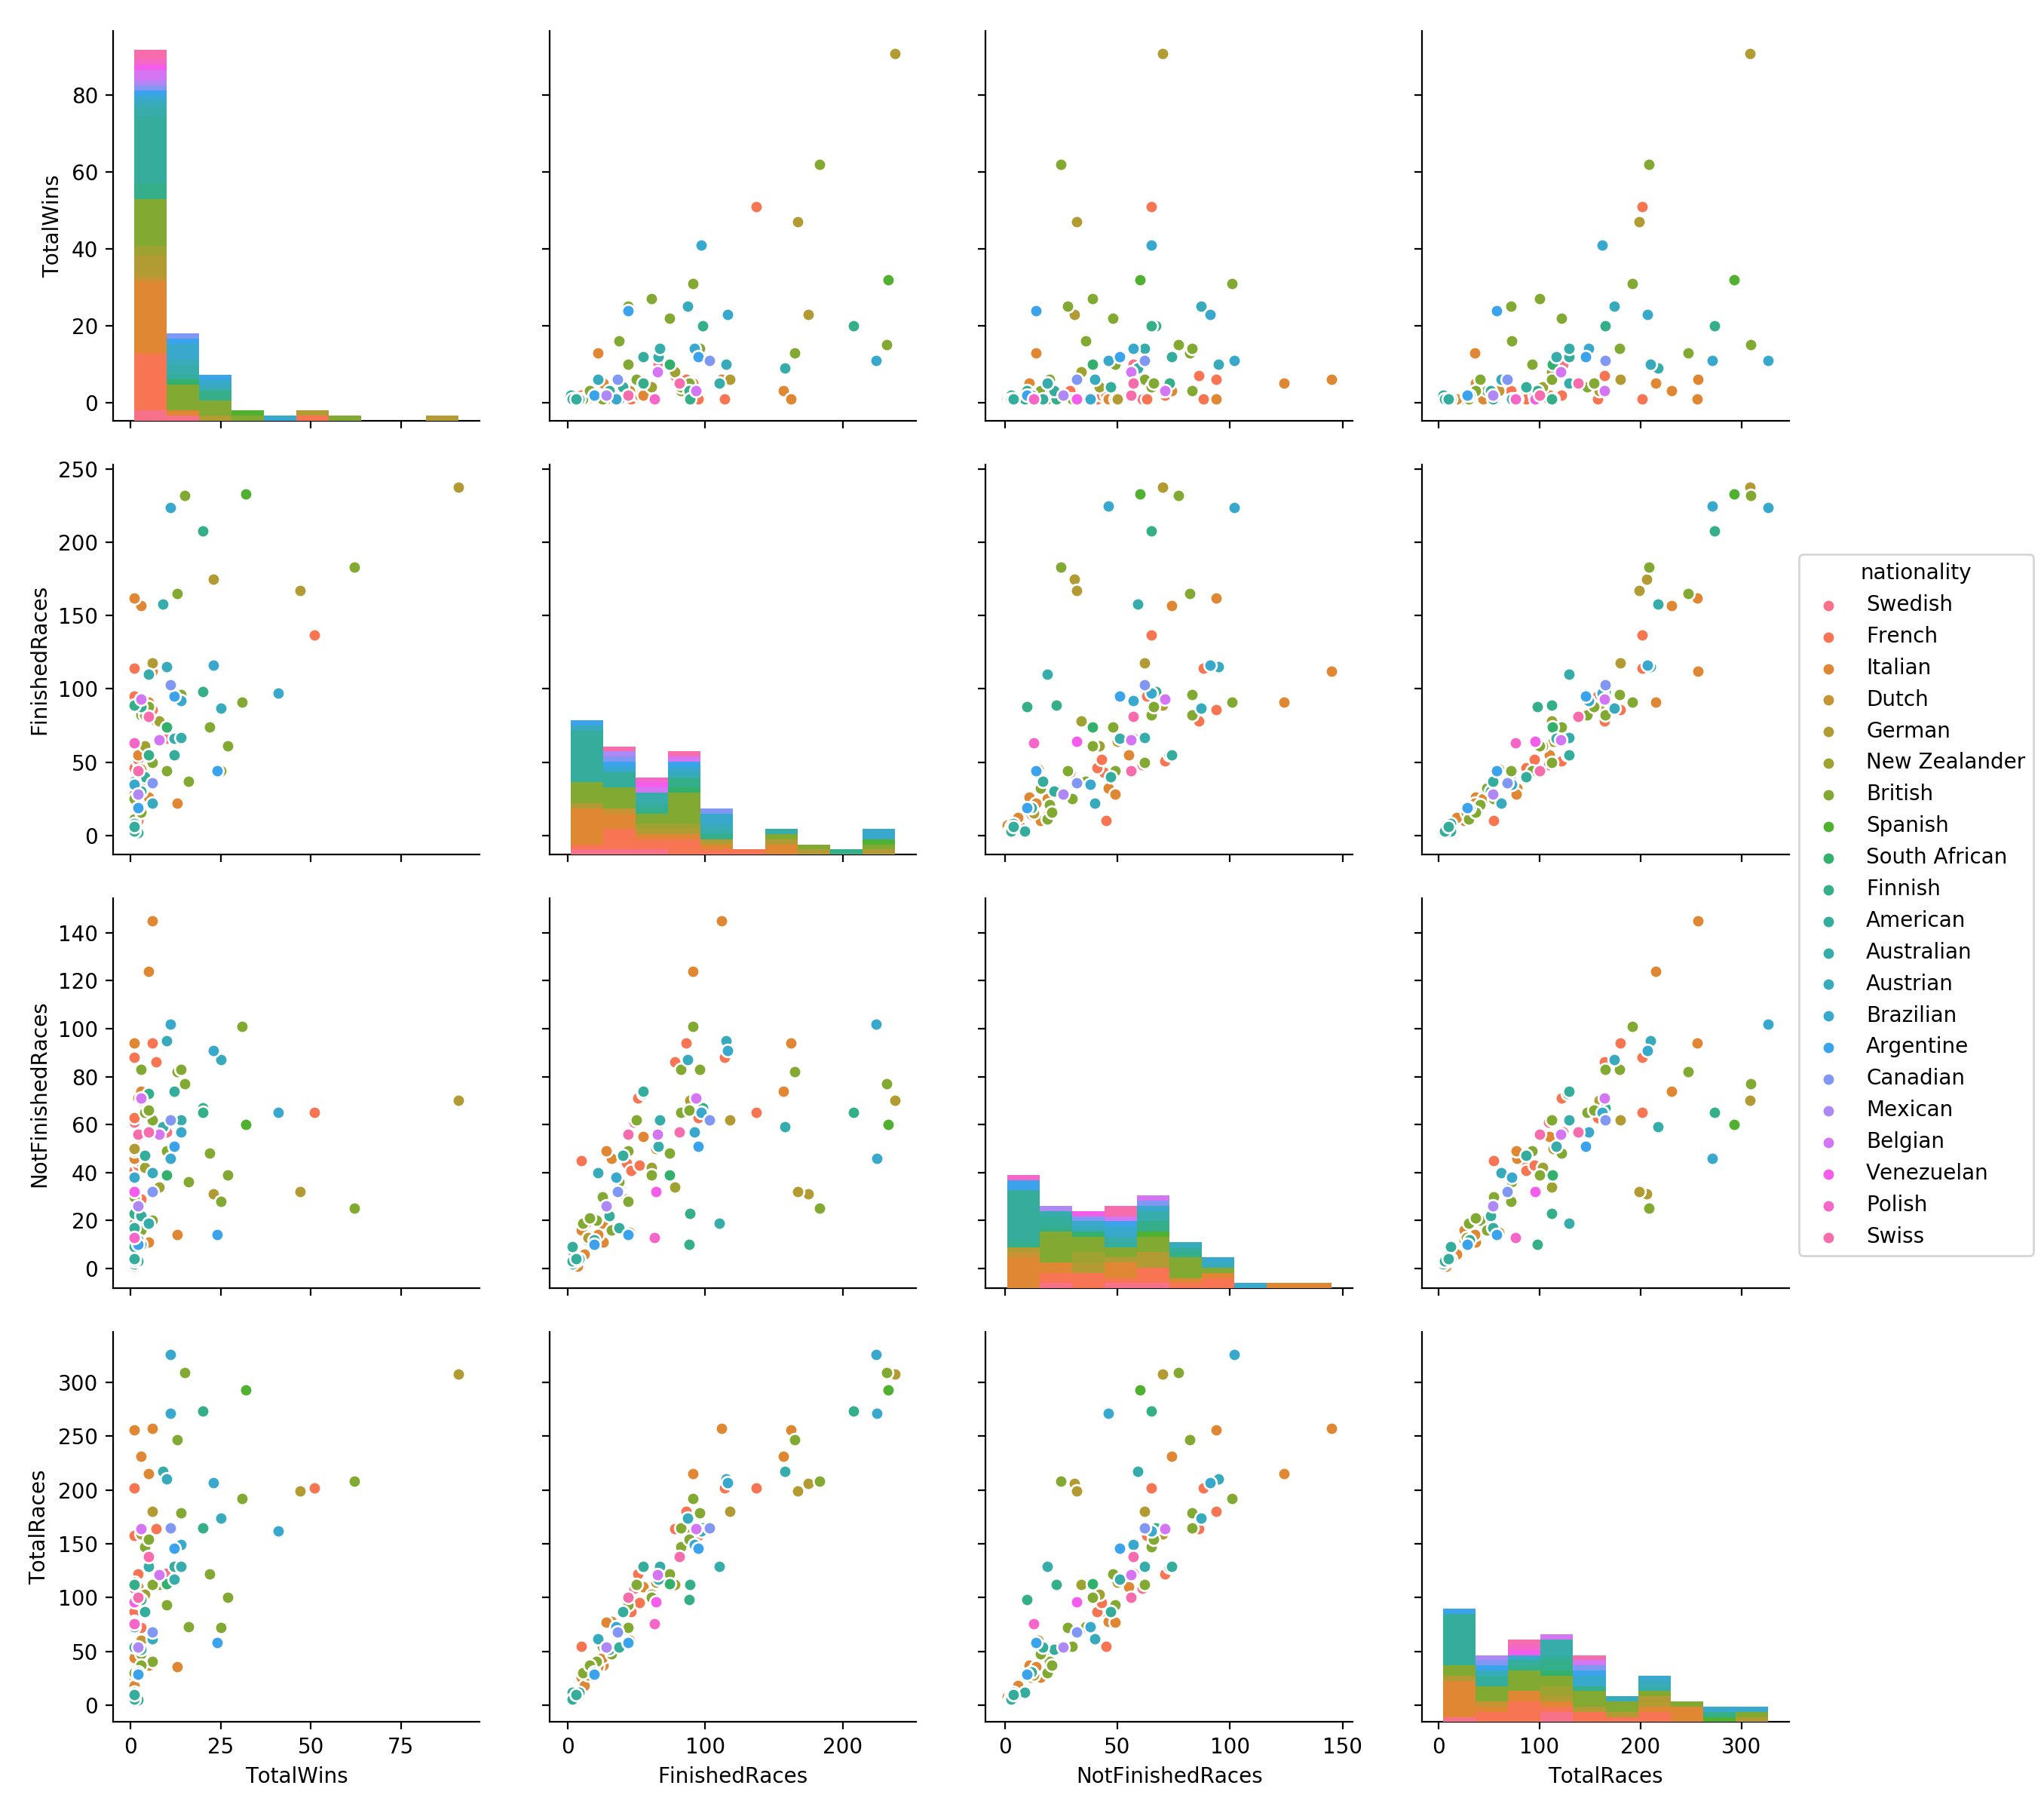 80
60
40
20
0
TotalWins
250
200
150
100
50
0
FinishedRaces
nationality
Swedish
French
Italian
Dutch
German
New Zealander
British
Spanish
South African
Finnish
American
Australian
Austrian
Brazilian
Argentine
Canadian
Mexican
Belgian
Venezuelan
Polish
Swiss
140
120
100
80
60
40
20
0
NotFinishedRaces
300
250
200
150
100
50
0
TotalRaces
0 25 50 75
0 100 200
0 50 100 150
0 100 200 300
TotalWins
FinishedRaces
NotFinishedRaces
TotalRaces